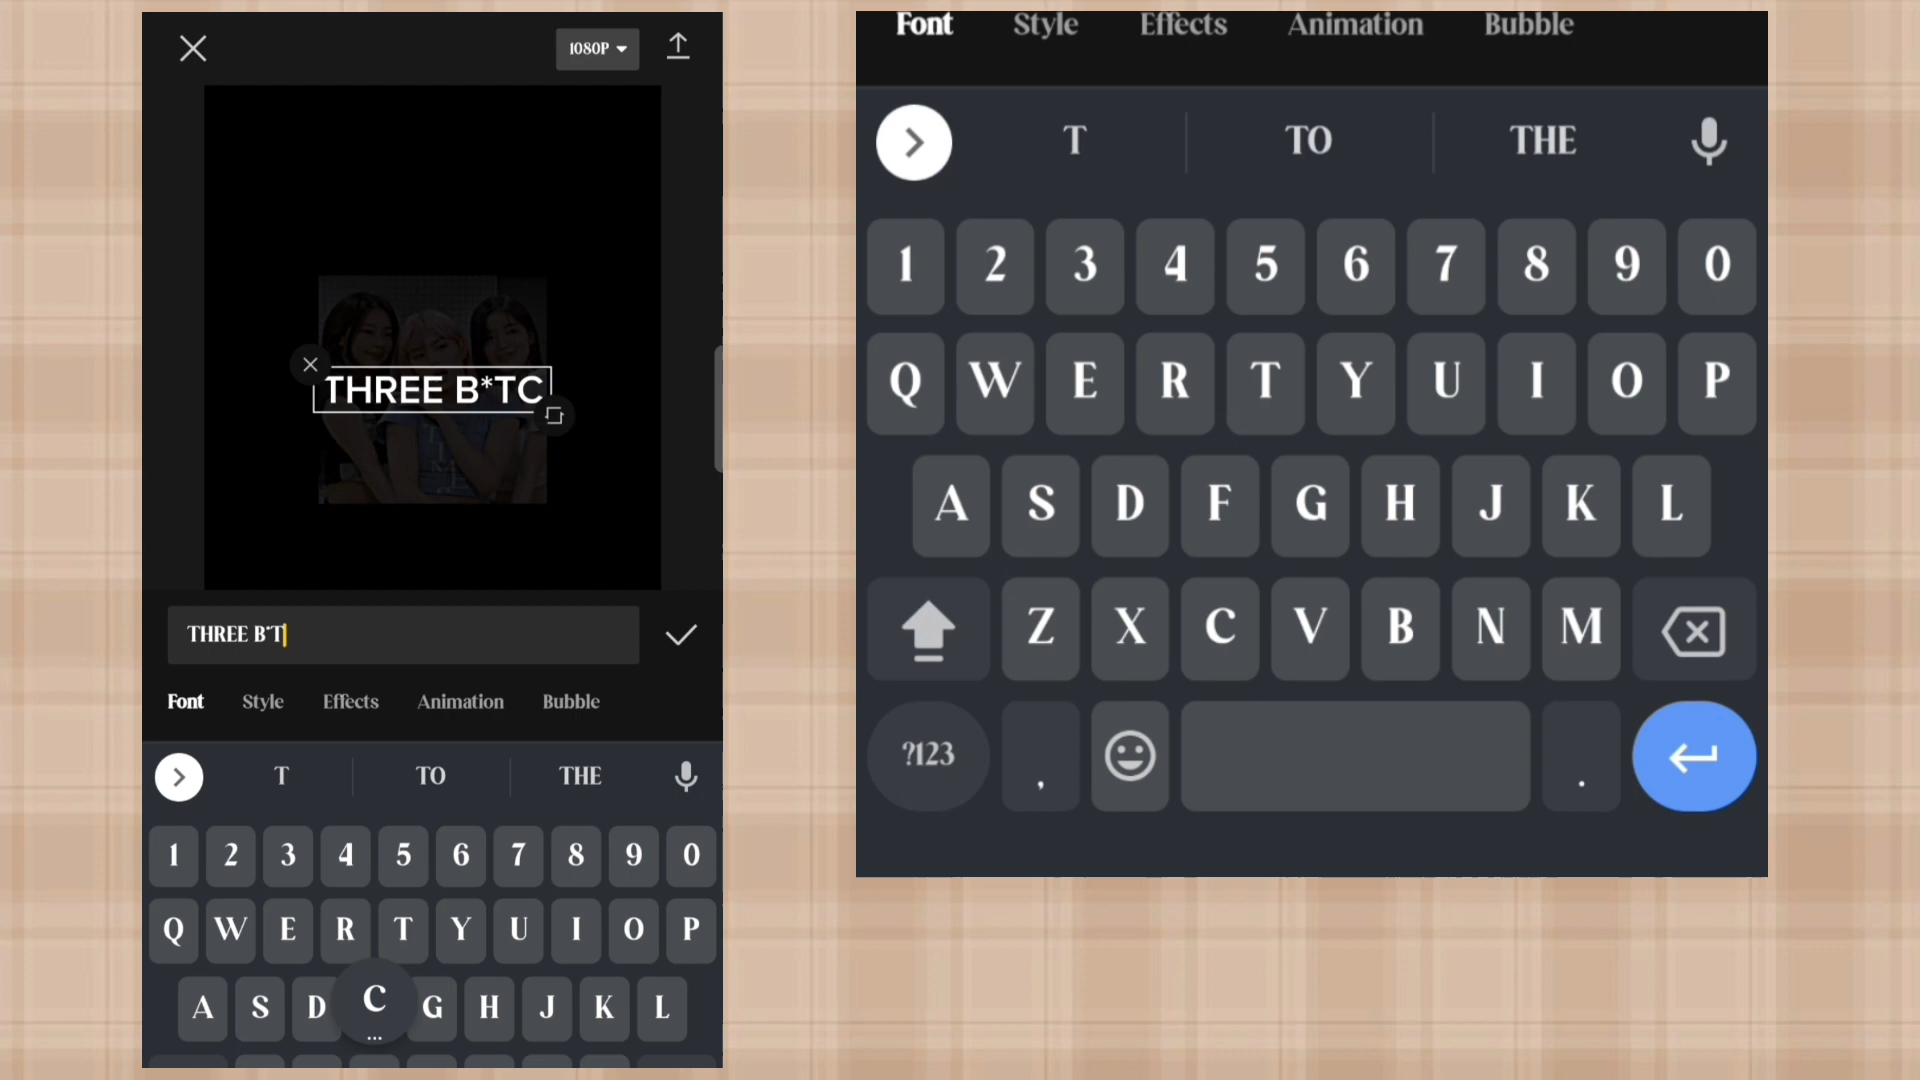 1080P
THREE B*TC
THREE B*T
Font Style Effects Animation Bubble
T TO THE
1 2 3 4 5 6 7 8 9 0
Q W E R T Y U I O P
A S D C G H J K L
...
Font Style Effects Animation Bubble
T TO THE
1 2 3 4 5 6 7 8 9 0
Q W E R T Y U I O P
A S D F G H J K L
Z X C V B N M
?123 , .